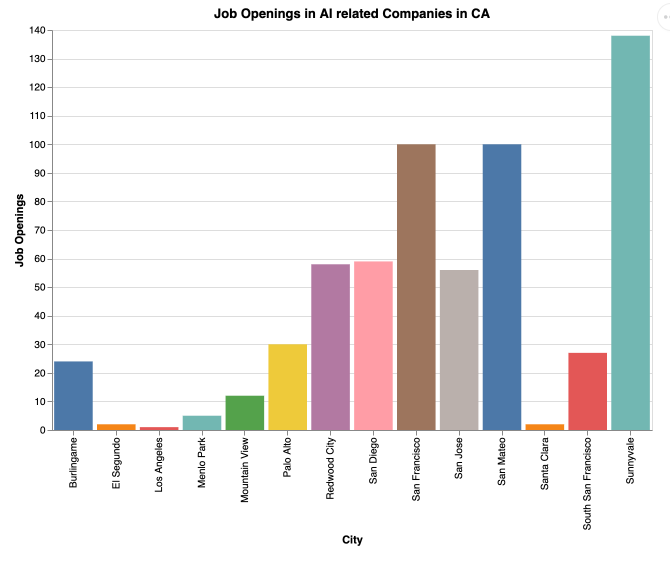 Job Openings in AI related Companies in CA
140
130
120
110
100
90
80
70
60
50
40
30
20
10
0
Job Openings
Burlingame
El Segundo
Los Angeles
Menlo Park
Mountain View
Palo Alto
Redwood City
San Diego
San Francisco
San Jose
San Mateo
Santa Clara
South San Francisco
Sunnyvale
City